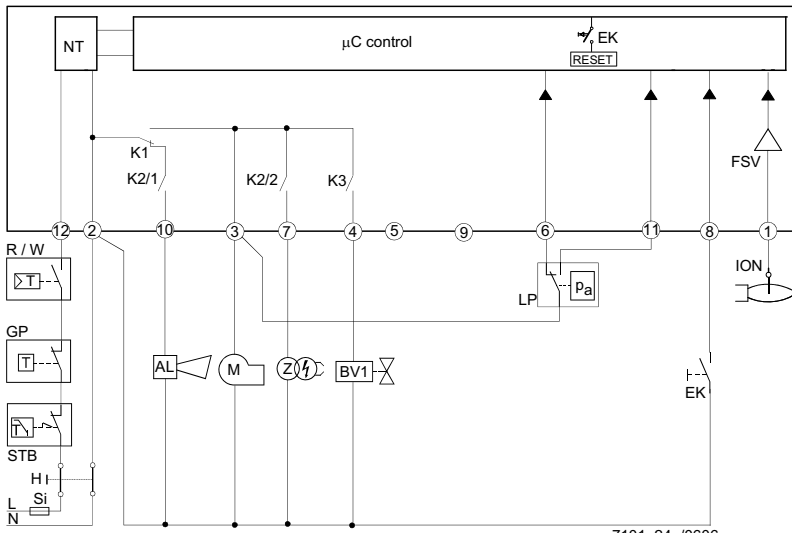 NT
μC control
EK
RESET
FSV
K1
K2/1
K2/2
K3
12
2
10
3
7
4
5
9
6
11
8
1
R / W
T
GP
T
STB
T
H
L
Si
N
AL
M
Z
BV1
LP
pa
EK
ION